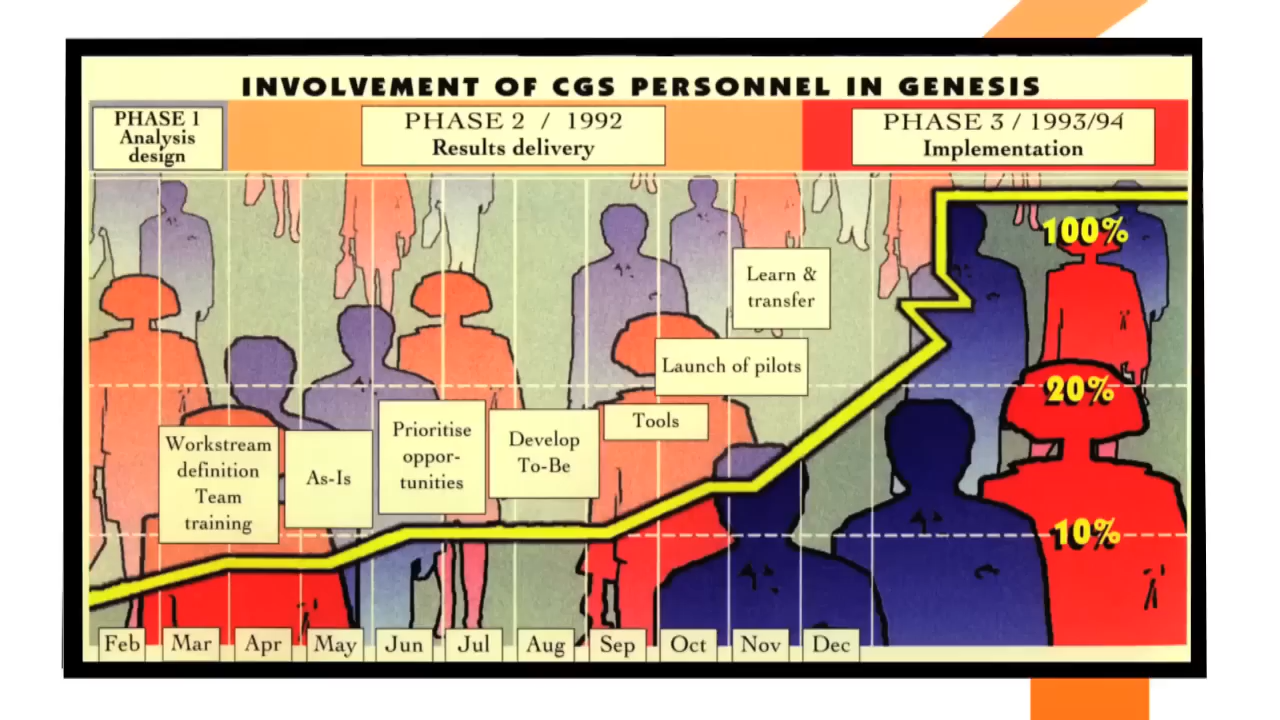 INVOLVEMENT OF CGS PERSONNEL IN GENESIS
PHASE 1
Analysis
design
PHASE 2 / 1992
Results delivery
PHASE 3 / 1993/94
Implementation
100%
Learn &
transfer
Launch of pilots
20%
Tools
Prioritise
oppor-
tunities
Develop
To-Be
Workstream
definition
Team
training
As-Is
10%
Feb Mar Apr May Jun Jul Aug Sep Oct Nov Dec